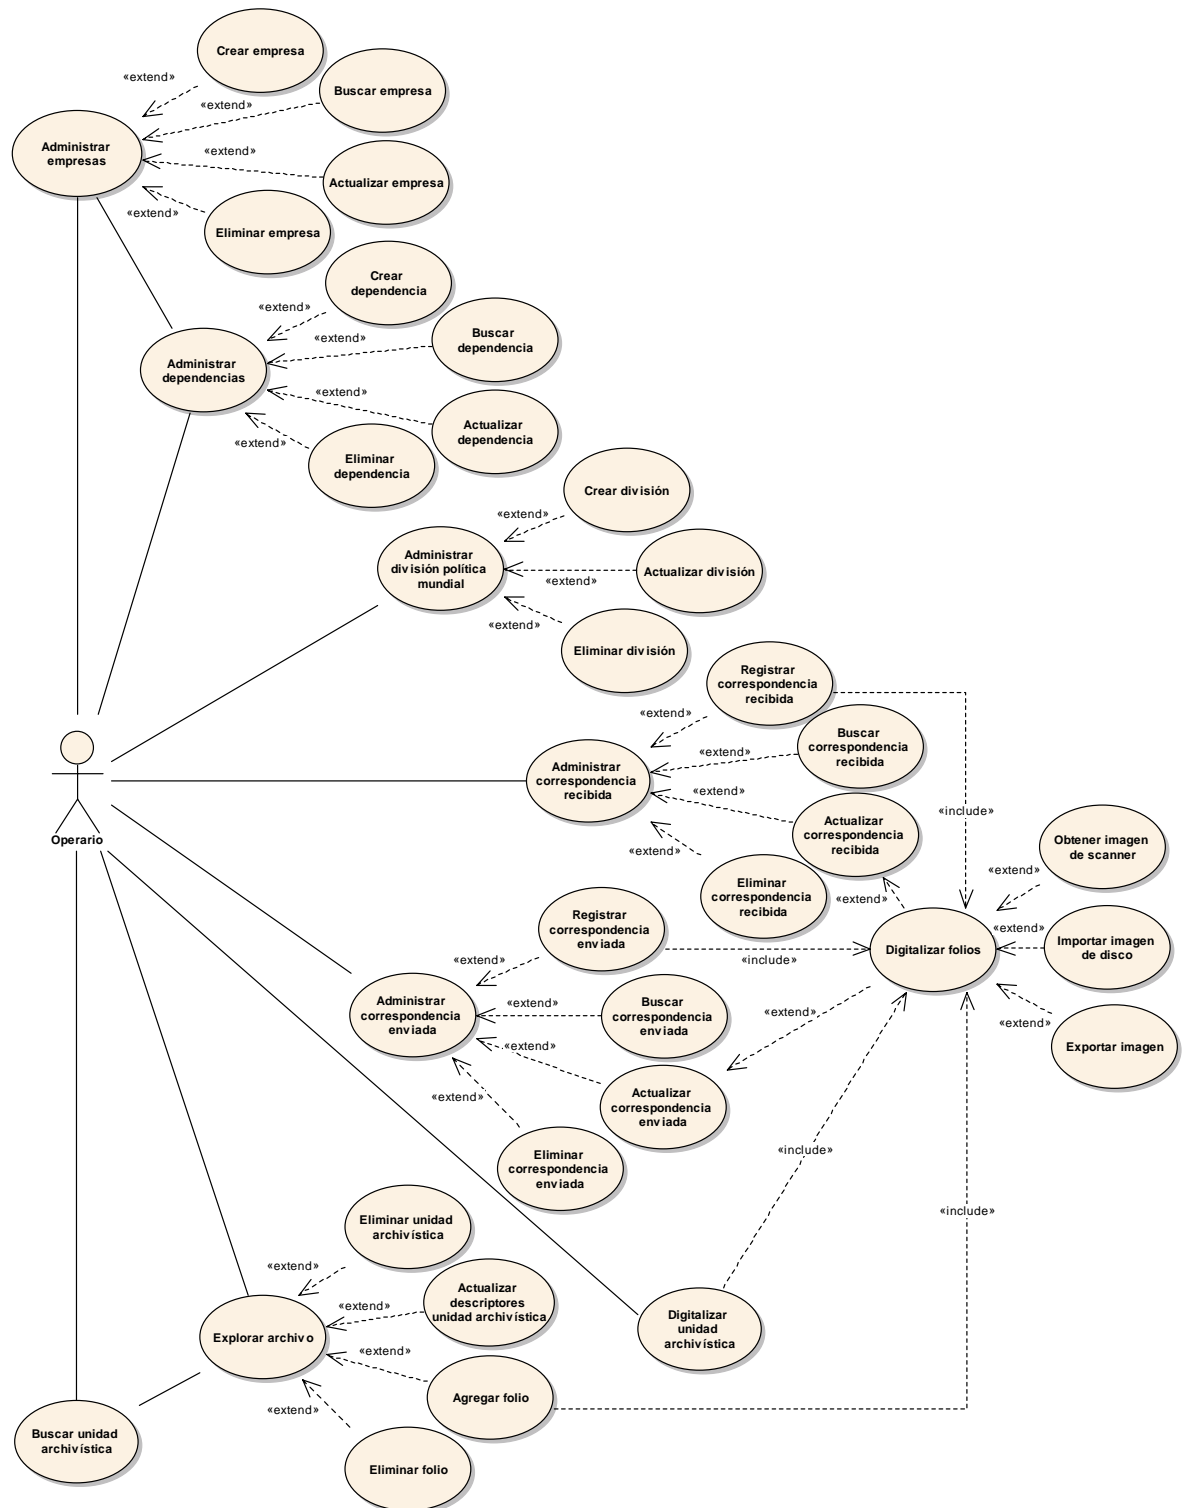 Crear empresa
«extend»
Buscar empresa
«extend»
Administrar
empresas
«extend»
Actualizar empresa
«extend»
Eliminar empresa
Crear
dependencia
«extend»
Buscar
dependencia
«extend»
Administrar
dependencias
«extend»
Actualizar
dependencia
«extend»
Eliminar
dependencia
Crear división
«extend»
Administrar
división política
mundial
Actualizar división
«extend»
«extend»
Eliminar división
Registrar
correspondencia
recibida
«extend»
Buscar
correspondencia
recibida
«extend»
Administrar
correspondencia
recibida
«extend»
Actualizar
correspondencia
recibida
«include»
Operario
«extend»
Eliminar
correspondencia
recibida
«extend»
Obtener imagen
de scanner
«extend»
Registrar
correspondencia
enviada
«include»
Digitalizar folios
«extend»
Importar imagen
de disco
«extend»
Administrar
correspondencia
enviada
«extend»
Buscar
correspondencia
enviada
«extend»
«extend»
Exportar imagen
«extend»
Actualizar
correspondencia
enviada
«extend»
Eliminar
correspondencia
enviada
«include»
«include»
Eliminar unidad
archivística
«extend»
Actualizar
descriptores
unidad archivística
«extend»
Explorar archivo
Digitalizar
unidad
archivística
«extend»
Agregar folio
«extend»
Buscar unidad
archivística
Eliminar folio